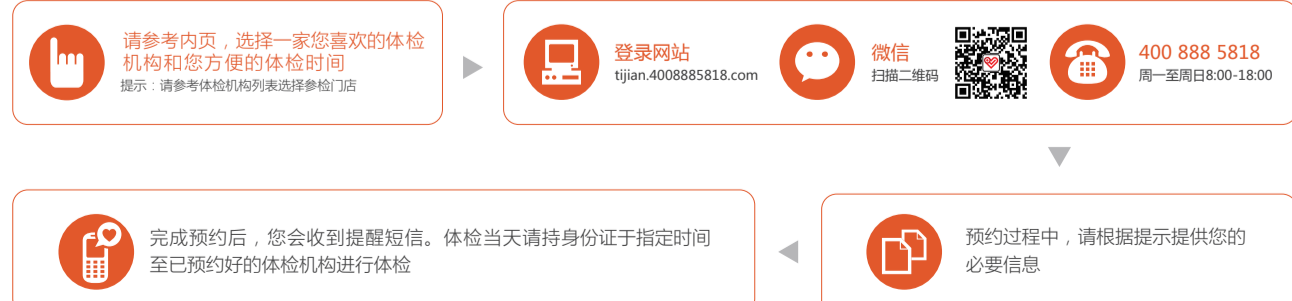 请参考内页，选择一家您喜欢的体检
机构和您方便的体检时间
提示：请参考体检机构列表选择参检门店
登录网站
tijian.4008885818.com
微信
扫描二维码
400 888 5818
周一至周日8:00-18:00
预约过程中，请根据提示提供您的
必要信息
完成预约后，您会收到提醒短信。体检当天请持身份证于指定时间
至已预约好的体检机构进行体检